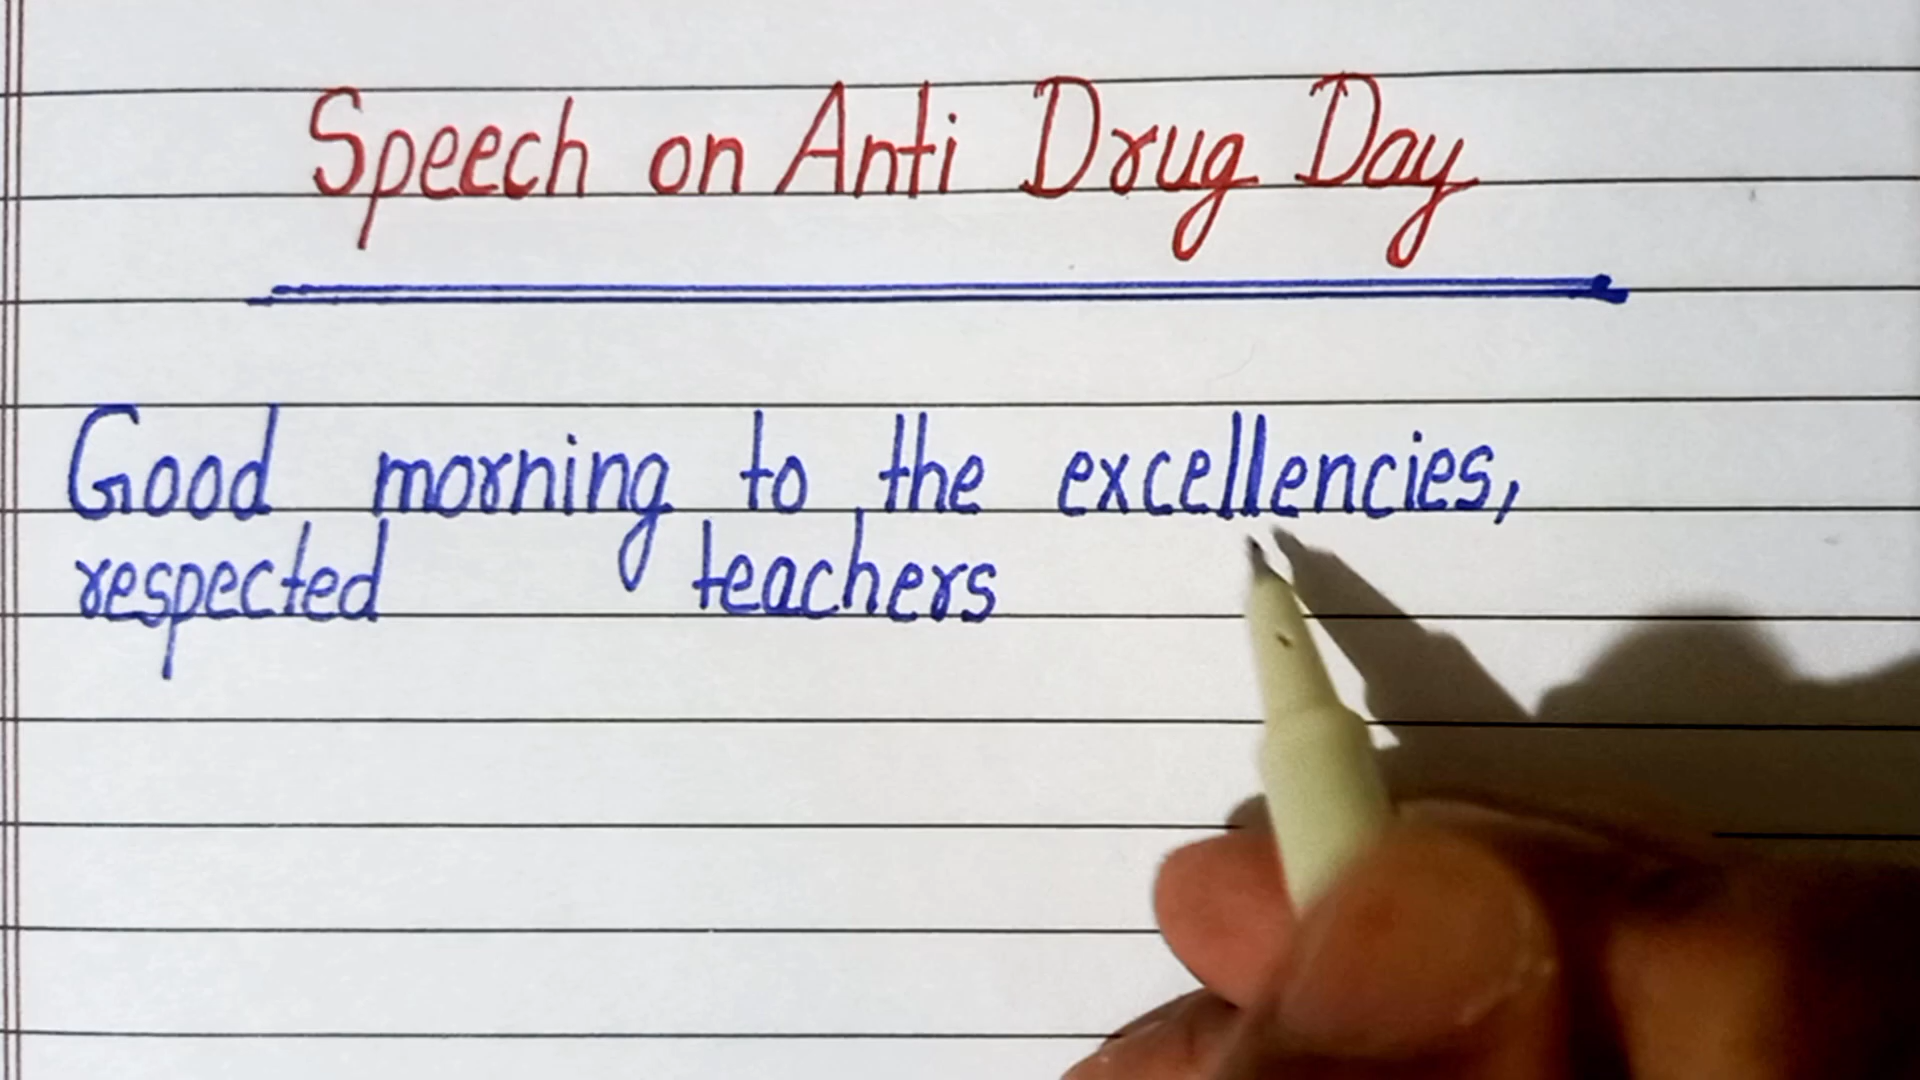 Speech on Anti Drug Day
Good morning to the excellencies,
respected teachers